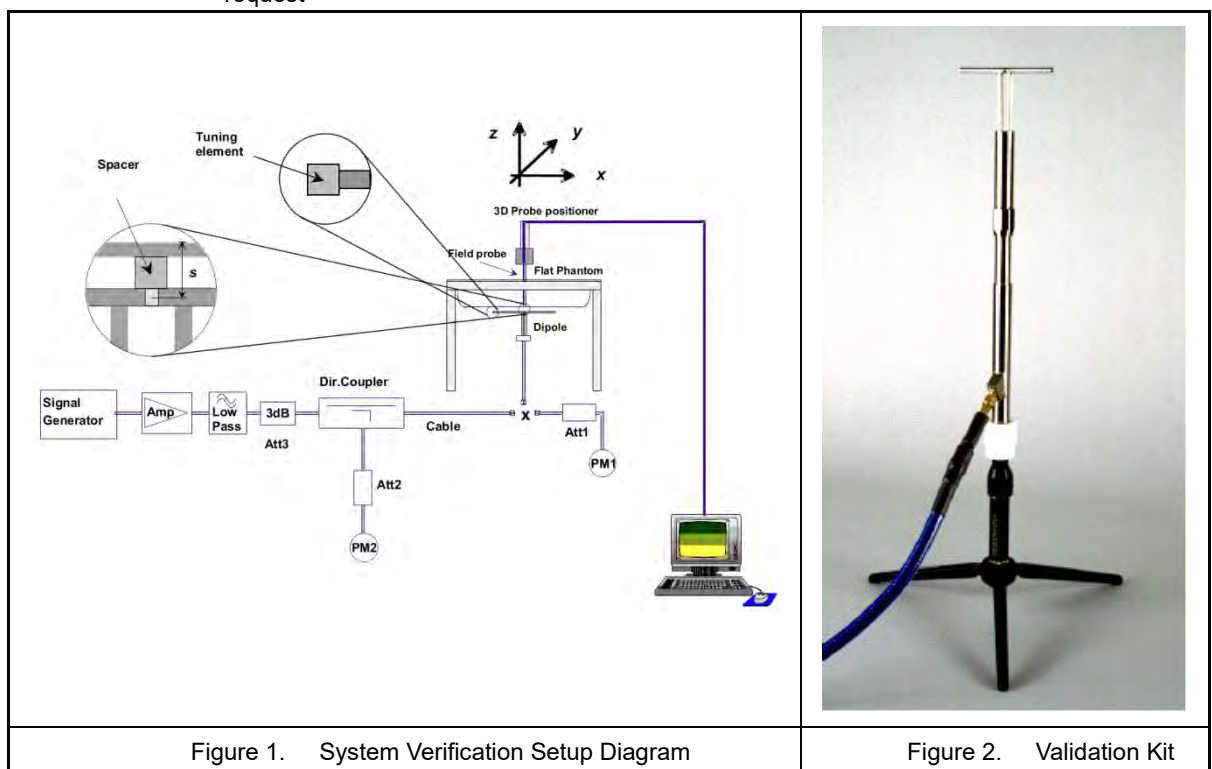 request
Tuning
element
Spacer
s
z
y
x
3D Probe positioner
Field probe
Flat Phantom
Dipole
Dir.Coupler
Signal
Generator
Amp
Low
Pass
3dB
Att3
Cable
x
Att1
PM1
Att2
PM2
Figure 1. System Verification Setup Diagram
Figure 2. Validation Kit